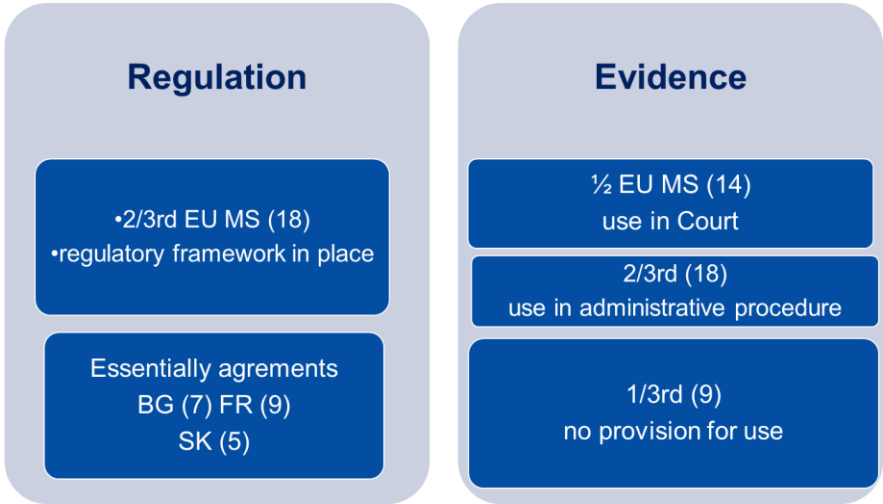 Regulation
•2/3rd EU MS (18)
•regulatory framework in place
Essentially agrements
BG (7) FR (9)
SK (5)
Evidence
½ EU MS (14)
use in Court
2/3rd (18)
use in administrative procedure
1/3rd (9)
no provision for use